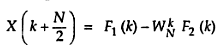 X(k + N/2) = F₁(k) − W_N^k F₂(k)